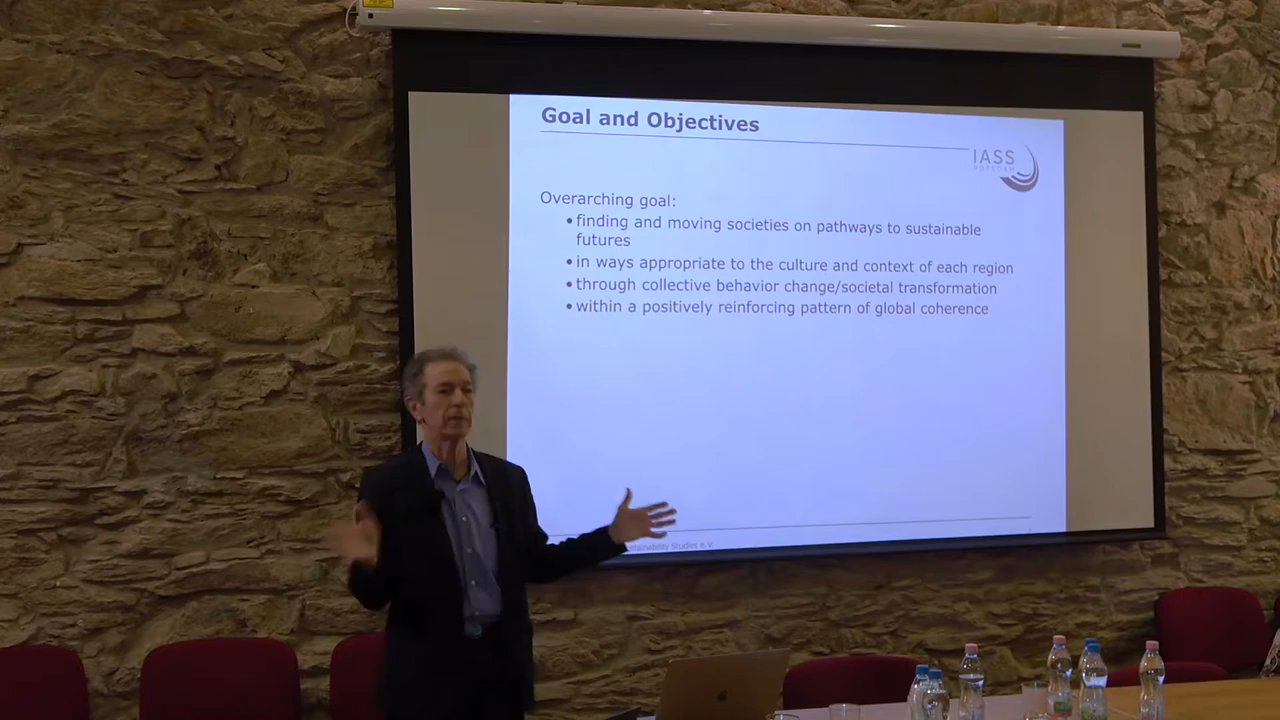 Goal and Objectives
IASS
POTSDAM
Overarching goal:
• finding and moving societies on pathways to sustainable
futures
• in ways appropriate to the culture and context of each region
• through collective behavior change/societal transformation
• within a positively reinforcing pattern of global coherence
Studies e.V.